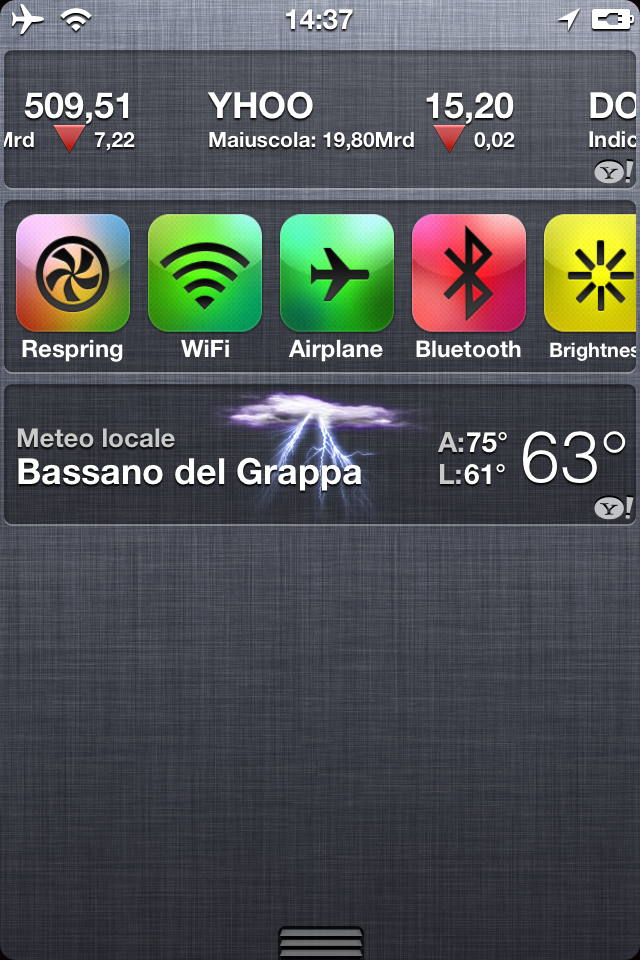 14:37
509,51 YHOO 15,20 DO
Mrd 7,22 Maiuscola: 19,80Mrd 0,02 Indic
Y!
Respring WiFi Airplane Bluetooth Brightnes
Meteo locale
Bassano del Grappa
A:75°
L:61°
63°
Y!